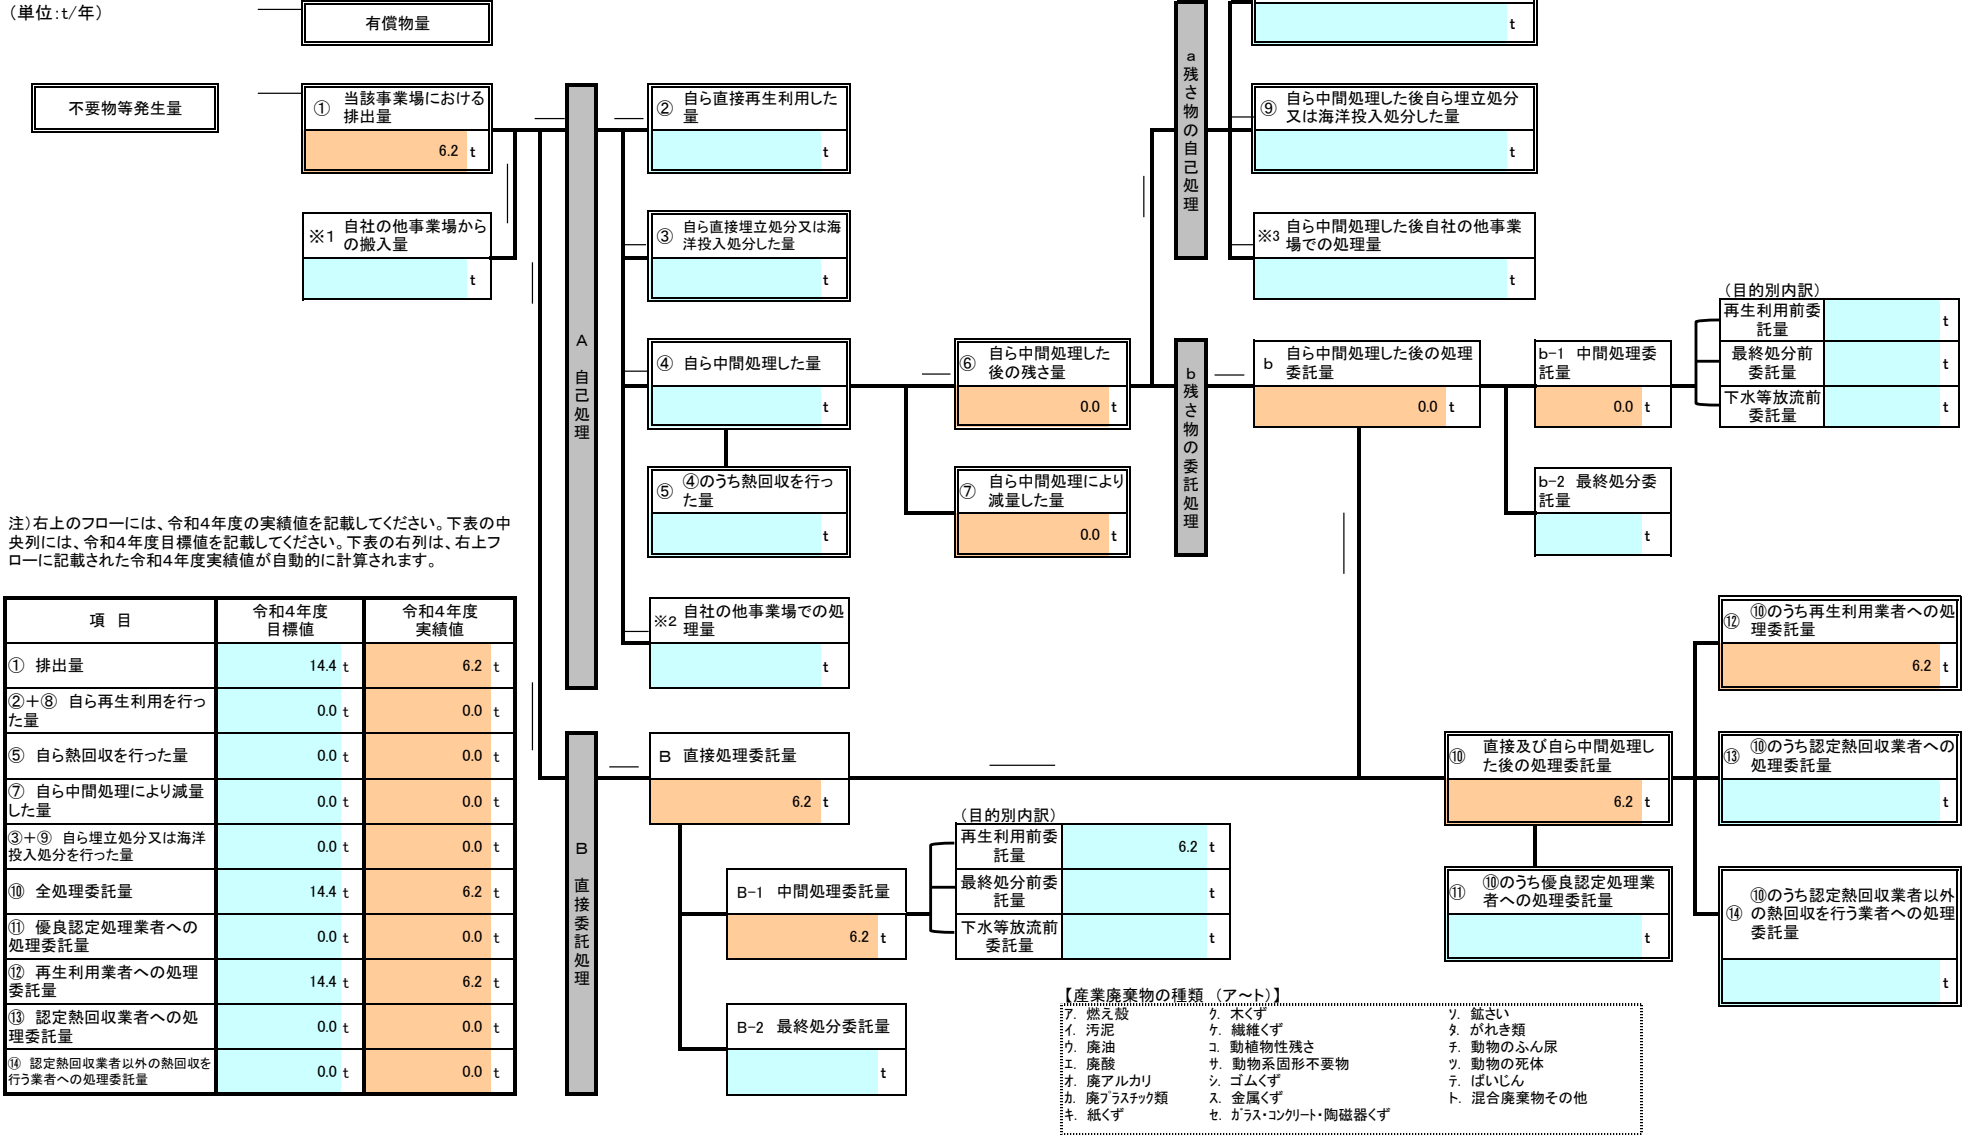 (単位:t/年)
有償物量
t
不要物等発生量
① 当該事業場における
排出量
6.2 t
※1 自社の他事業場から
の搬入量
t
A 自己処理
② 自ら直接再生利用した
量
t
③ 自ら直接埋立処分又は海
洋投入処分した量
t
④ 自ら中間処理した量
t
⑤ ④のうち熱回収を行っ
た量
t
※2 自社の他事業場での処
理量
t
⑥ 自ら中間処理した
後の残さ量
0.0 t
⑦ 自ら中間処理により
減量した量
0.0 t
a 残さ物の自己処理
⑨ 自ら中間処理した後自ら埋立処分
又は海洋投入処分した量
t
※3 自ら中間処理した後自社の他事業
場での処理量
t
b 残さ物の委託処理
b 自ら中間処理した後の処理
委託量
0.0 t
b-1 中間処理委
託量
0.0 t
b-2 最終処分委
託量
t
(目的別内訳)
再生利用前委
託量
t
最終処分前
委託量
t
下水等放流前
委託量
t
注)右上のフローには、令和4年度の実績値を記載してください。下表の中
央列には、令和4年度目標値を記載してください。下表の右列は、右上フ
ローに記載された令和4年度実績値が自動的に計算されます。
項 目
令和4年度
目標値
令和4年度
実績値
① 排出量 14.4 t 6.2 t
②+⑧ 自ら再生利用を行っ
た量
0.0 t 0.0 t
⑤ 自ら熱回収を行った量 0.0 t 0.0 t
⑦ 自ら中間処理により減量
した量
0.0 t 0.0 t
③+⑨ 自ら埋立処分又は海洋
投入処分を行った量
0.0 t 0.0 t
⑩ 全処理委託量 14.4 t 6.2 t
⑪ 優良認定処理業者への
処理委託量
0.0 t 0.0 t
⑫ 再生利用業者への処理
委託量
14.4 t 6.2 t
⑬ 認定熱回収業者への処
理委託量
0.0 t 0.0 t
⑭ 認定熱回収業者以外の熱回収を
行う業者への処理委託量
0.0 t 0.0 t
B 直接委託処理
B 直接処理委託量
6.2 t
B-1 中間処理委託量
6.2 t
B-2 最終処分委託量
t
(目的別内訳)
再生利用前委
託量
6.2 t
最終処分前委
託量
t
下水等放流前
委託量
t
⑩ 直接及び自ら中間処理し
た後の処理委託量
6.2 t
⑪ ⑩のうち優良認定処理業
者への処理委託量
t
⑫ ⑩のうち再生利用業者への処
理委託量
6.2 t
⑬ ⑩のうち認定熱回収業者への
処理委託量
t
⑭ ⑩のうち認定熱回収業者以外
の熱回収を行う業者への処理
委託量
t
【産業廃棄物の種類 (ア~ト)】
ア. 燃え殻 ク. 木くず ソ. 鉱さい
イ. 汚泥 ケ. 繊維くず タ. がれき類
ウ. 廃油 コ. 動植物性残さ チ. 動物のふん尿
エ. 廃酸 サ. 動物系固形不要物 ツ. 動物の死体
オ. 廃アルカリ シ. ゴムくず テ. ばいじん
カ. 廃プラスチック類 ス. 金属くず ト. 混合廃棄物その他
キ. 紙くず セ. ガラス・コンクリート・陶磁器くず